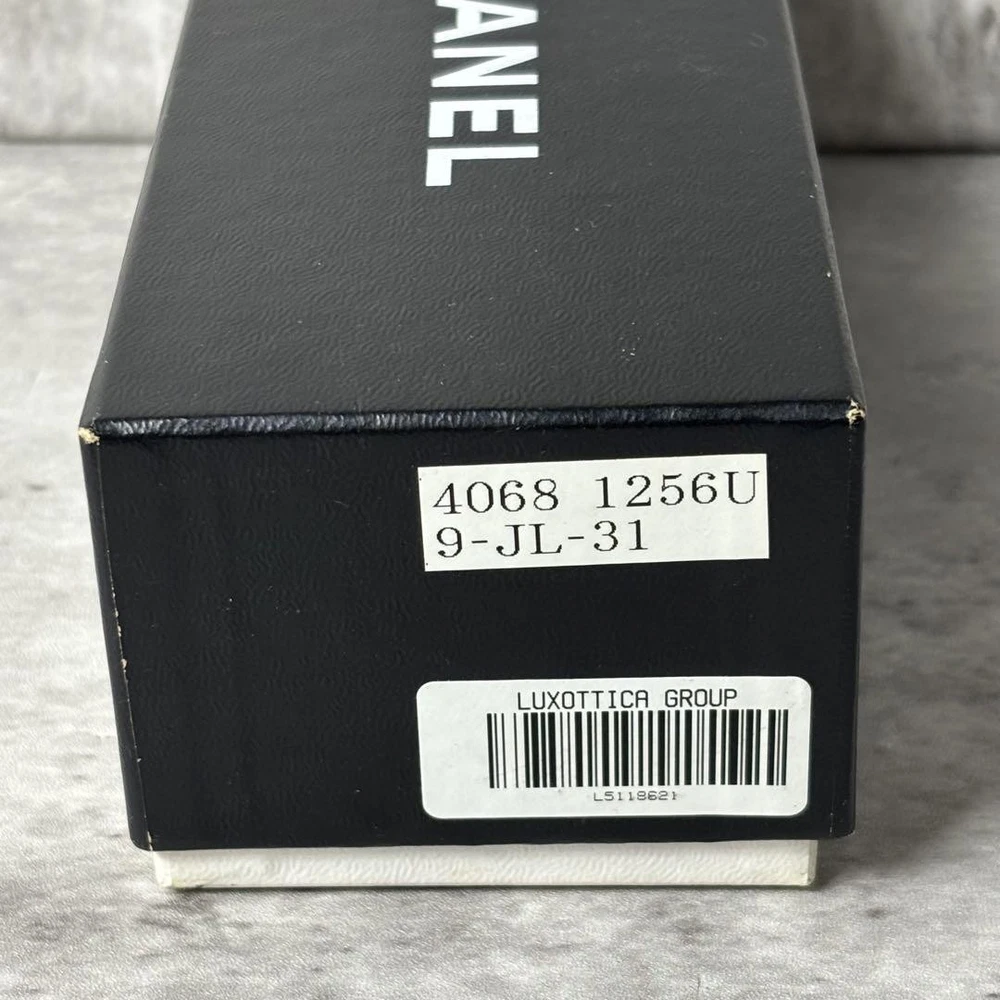 ANEL
4068 1256U
9-JL-31
LUXOTTICA GROUP
L5118621